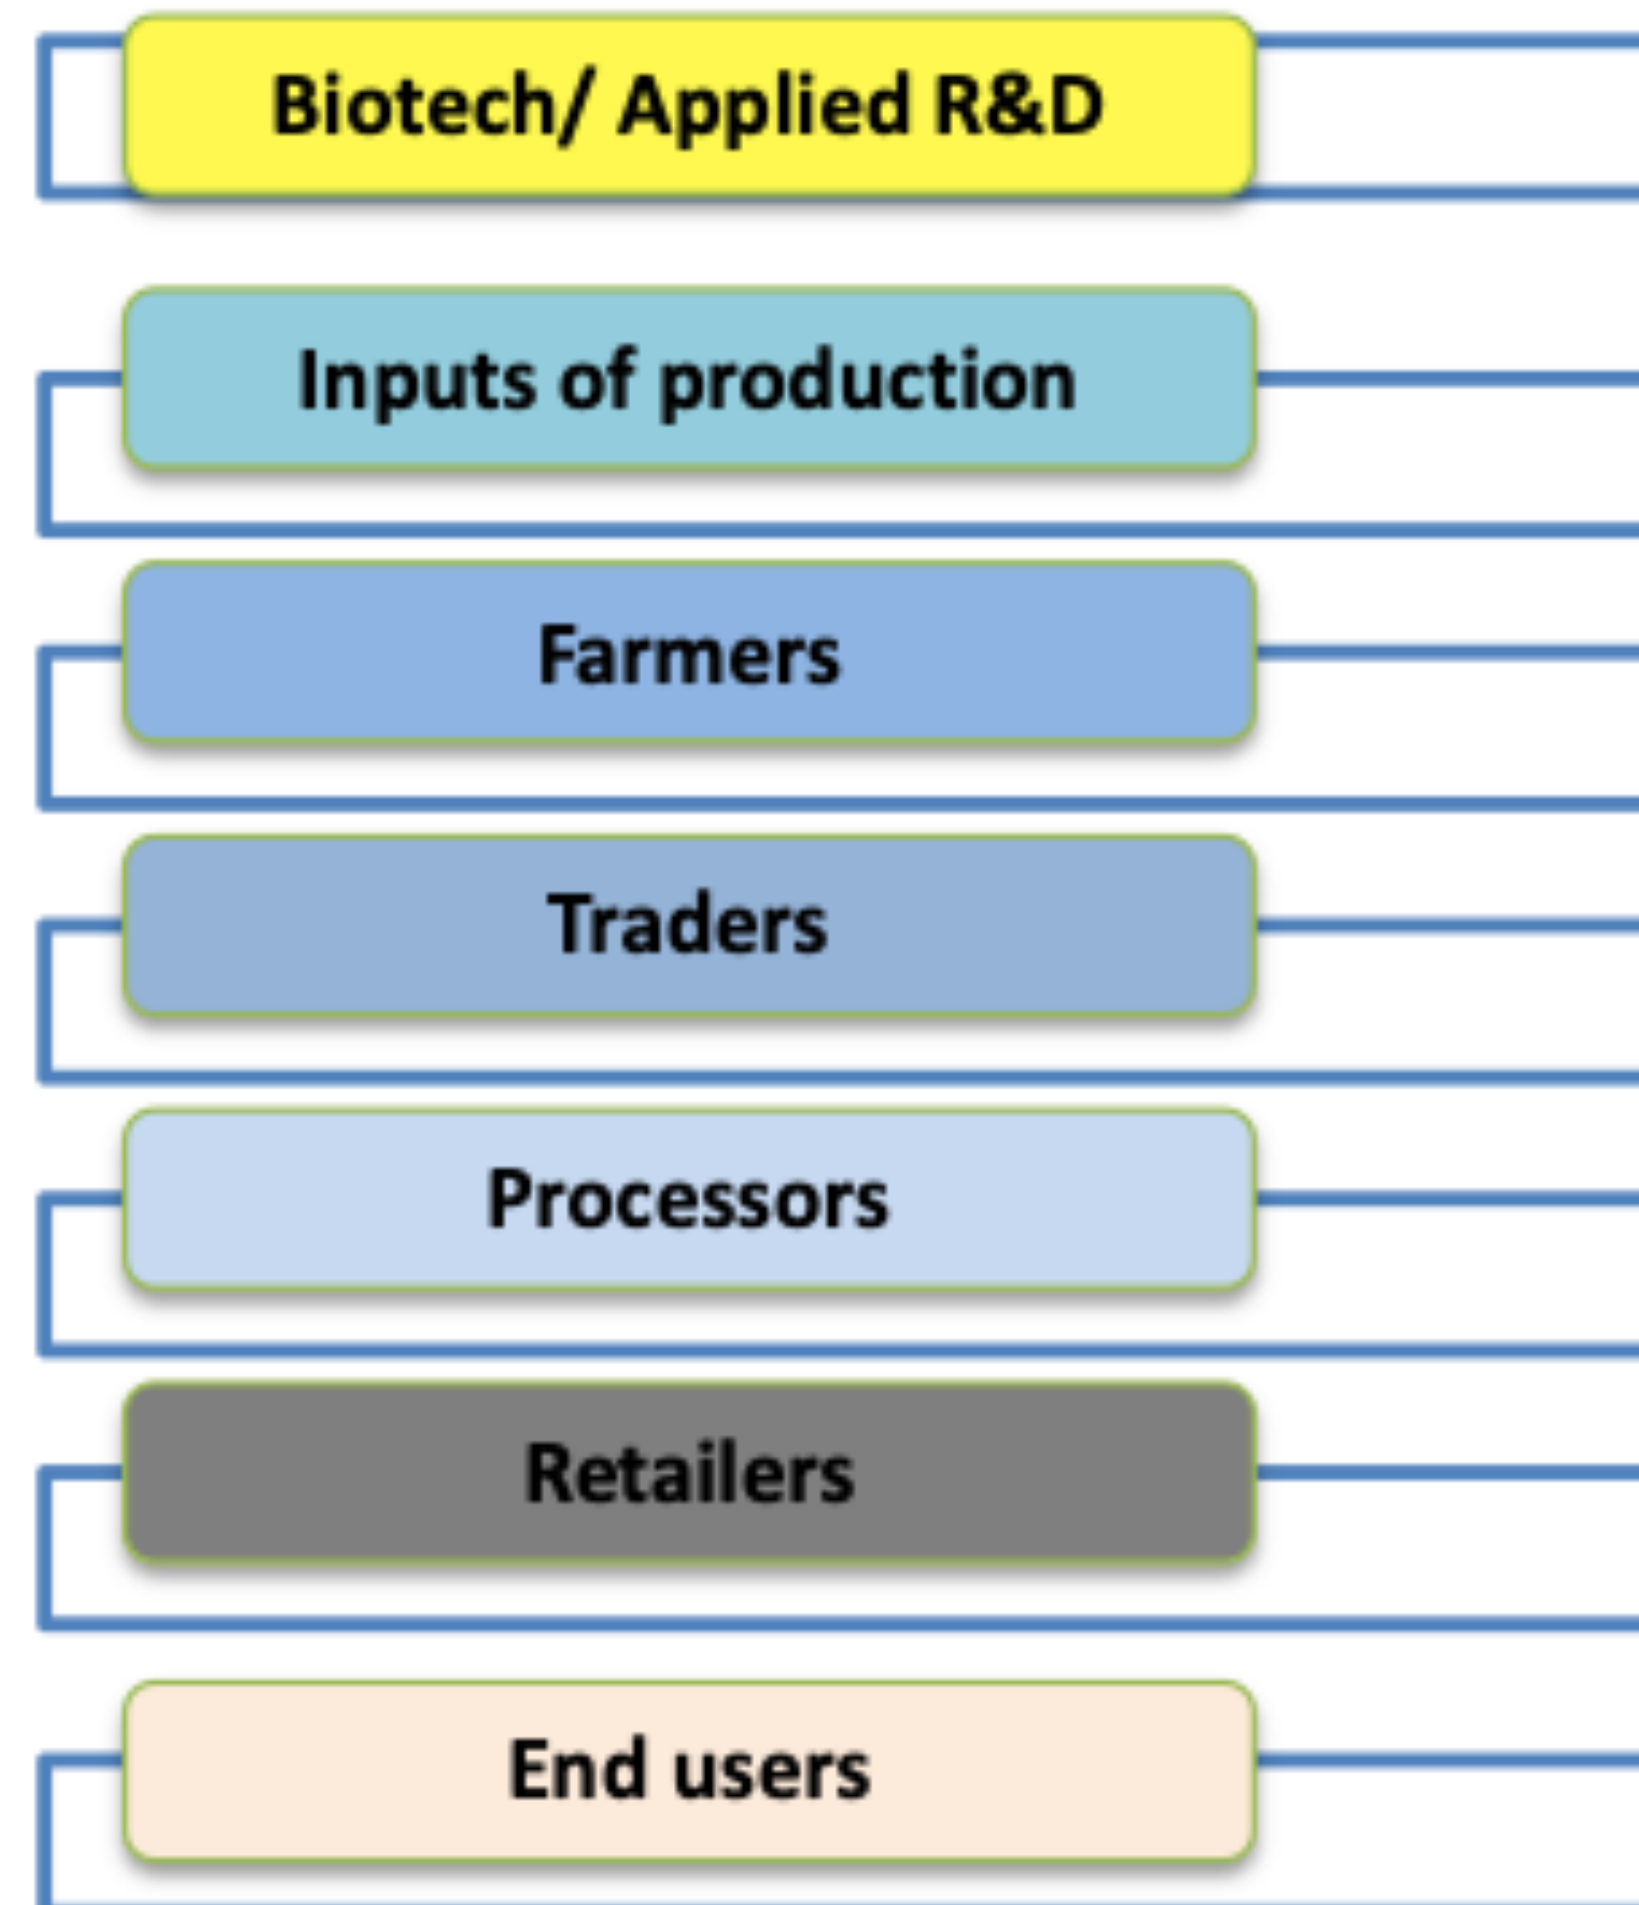 Biotech/ Applied R&D
Inputs of production
Farmers
Traders
Processors
Retailers
End users